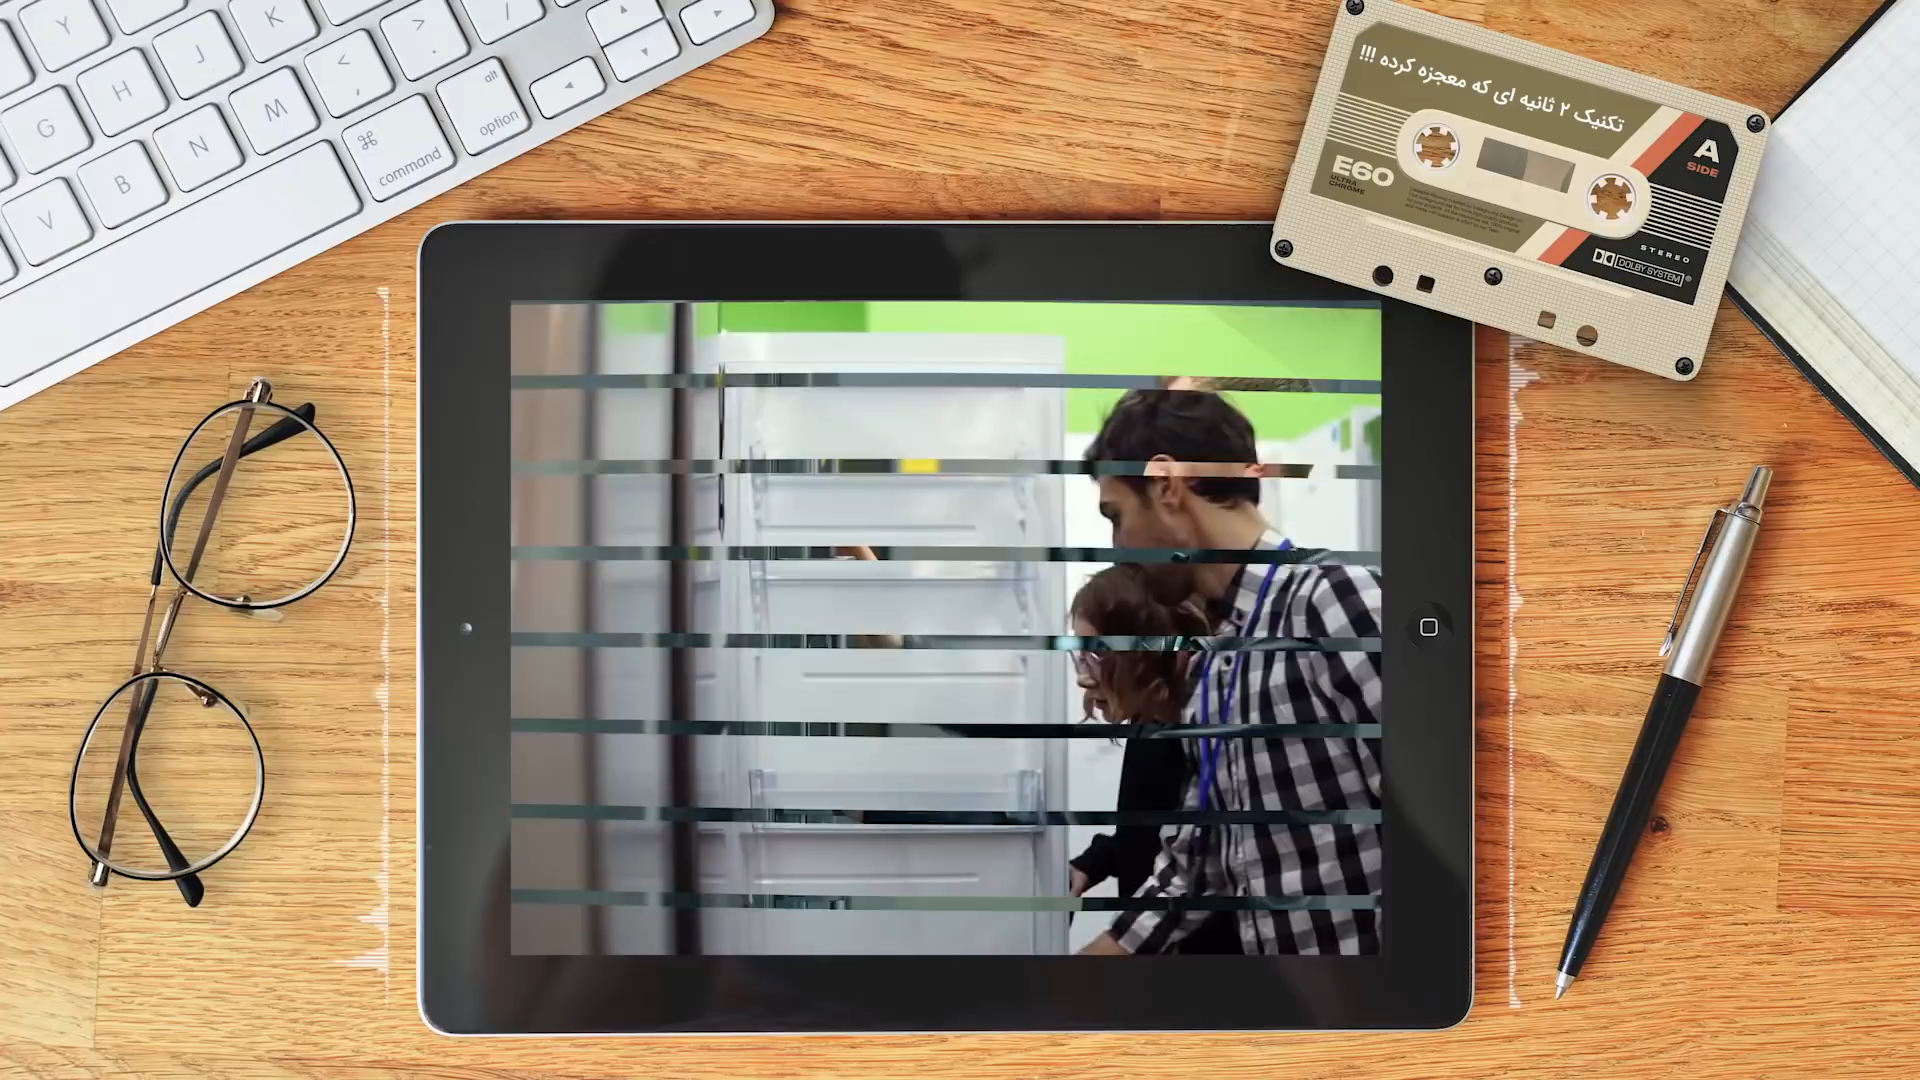 Y
K
>
.
/
H
J
<
,
alt
option
G
N
M
⌘
command
V
B
تکنیک ۲ ثانیه ای که معجزه کرده !!!
A
SIDE
E60
ULTRA
CHROME
STEREO
DOLBY SYSTEM®